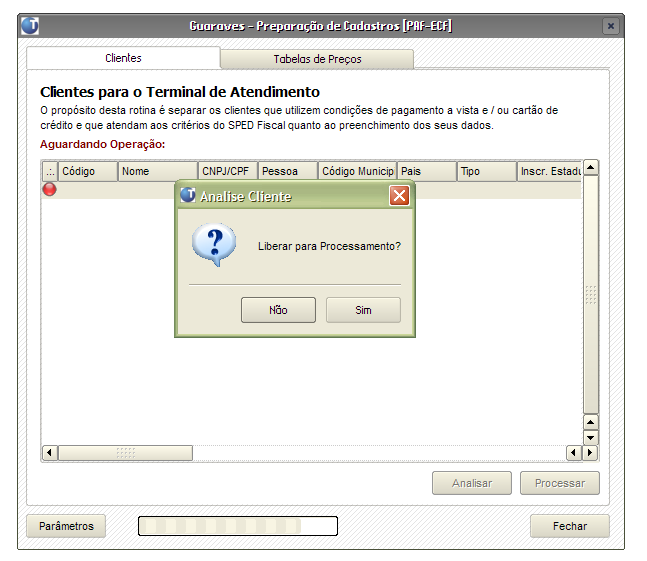 Guaraves - Preparação de Cadastros [PAF-ECF]
Clientes
Tabelas de Preços
Clientes para o Terminal de Atendimento
O propósito desta rotina é separar os clientes que utilizem condições de pagamento a vista e / ou cartão de
crédito e que atendam aos critérios do SPED Fiscal quanto ao preenchimento dos seus dados.
Aguardando Operação:
.:. Código Nome CNPJ/CPF Pessoa Código Municip Pais Tipo Inscr. Estadu
Analise Cliente
Liberar para Processamento?
Não Sim
Analisar Processar
Parâmetros Fechar